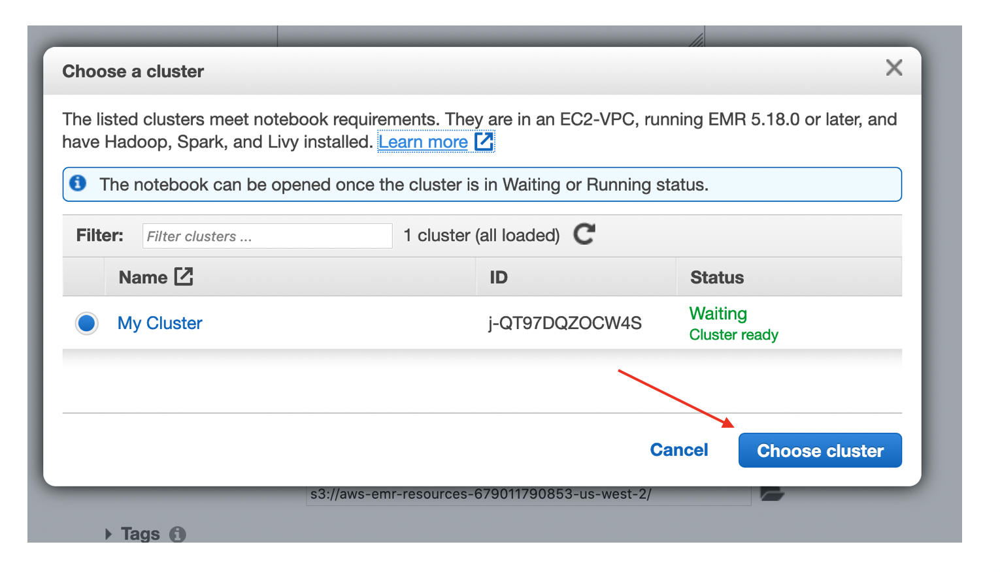 Choose a cluster
The listed clusters meet notebook requirements. They are in an EC2-VPC, running EMR 5.18.0 or later, and
have Hadoop, Spark, and Livy installed. Learn more
The notebook can be opened once the cluster is in Waiting or Running status.
Filter: Filter clusters ... 1 cluster (all loaded)
Name ID Status
My Cluster j-QT97DQZOCW4S Waiting
Cluster ready
Cancel Choose cluster
s3://aws-emr-resources-679011790853-us-west-2/
Tags